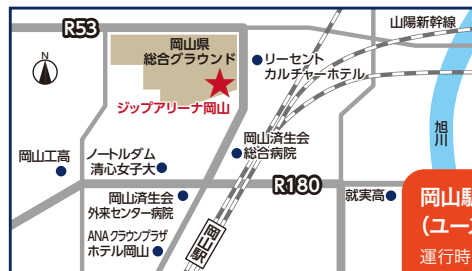 山陽新幹線
R53
N
岡山県
総合グラウンド
リーセント
カルチャーホテル
ジップアリーナ岡山
旭川
岡山済生会
総合病院
岡山工高
ノートルダム
清心女子大
R180
岡山済生会
外来センター病院
就実高
岡山駅
ANAクラウンプラザ
ホテル岡山
岡山駅
運行時